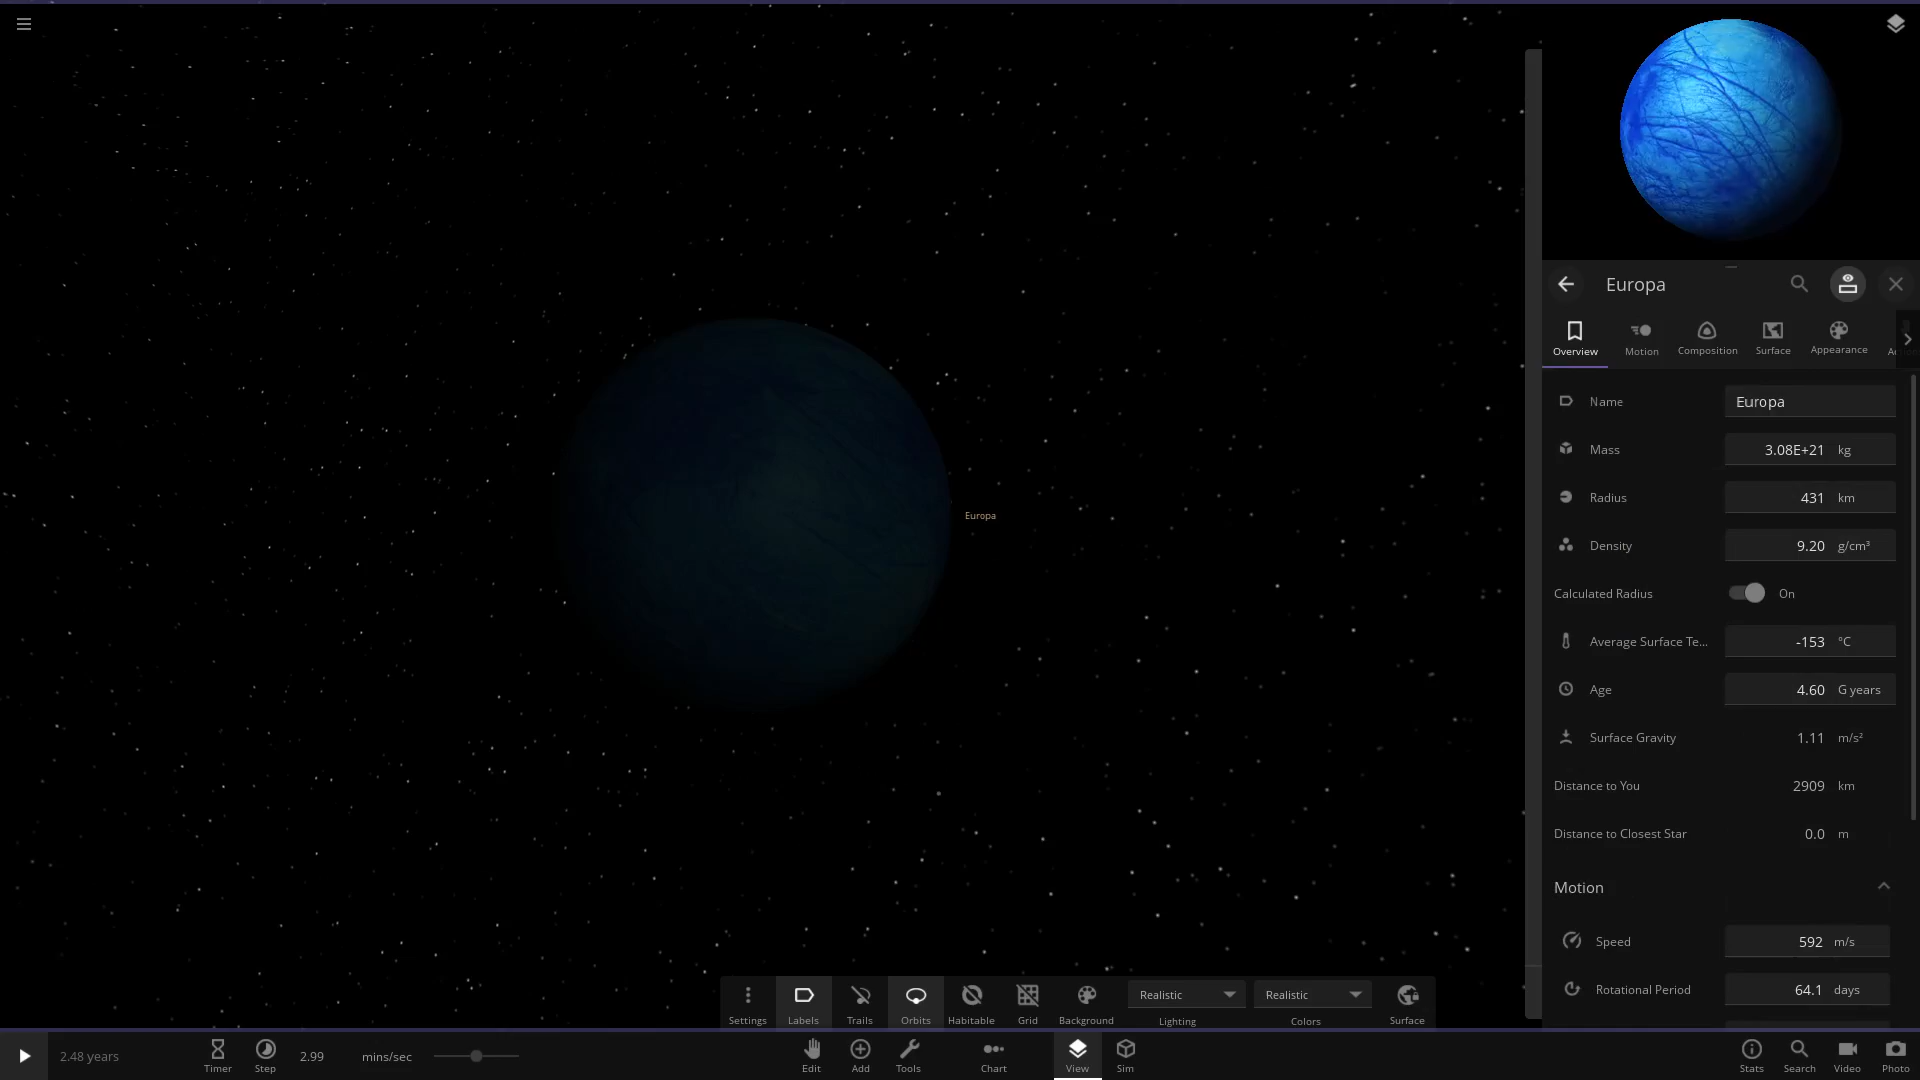 Europa
Overview
Motion
Composition
Surface
Appearance
Name
Europa
Mass
3.08E+21 kg
Radius
431 km
Density
9.20 g/cm³
Calculated Radius
On
Average Surface Te...
-153 °C
Age
4.60 G years
Surface Gravity
1.11 m/s²
Distance to You
2909 km
Distance to Closest Star
0.0 m
Motion
Speed
592 m/s
Rotational Period
64.1 days
Europa
Settings
Labels
Trails
Orbits
Habitable
Grid
Background
Realistic
Lighting
Realistic
Colors
Surface
2.48 years
Timer
Step
2.99 mins/sec
Edit
Add
Tools
Chart
View
Sim
Stats
Search
Video
Photo